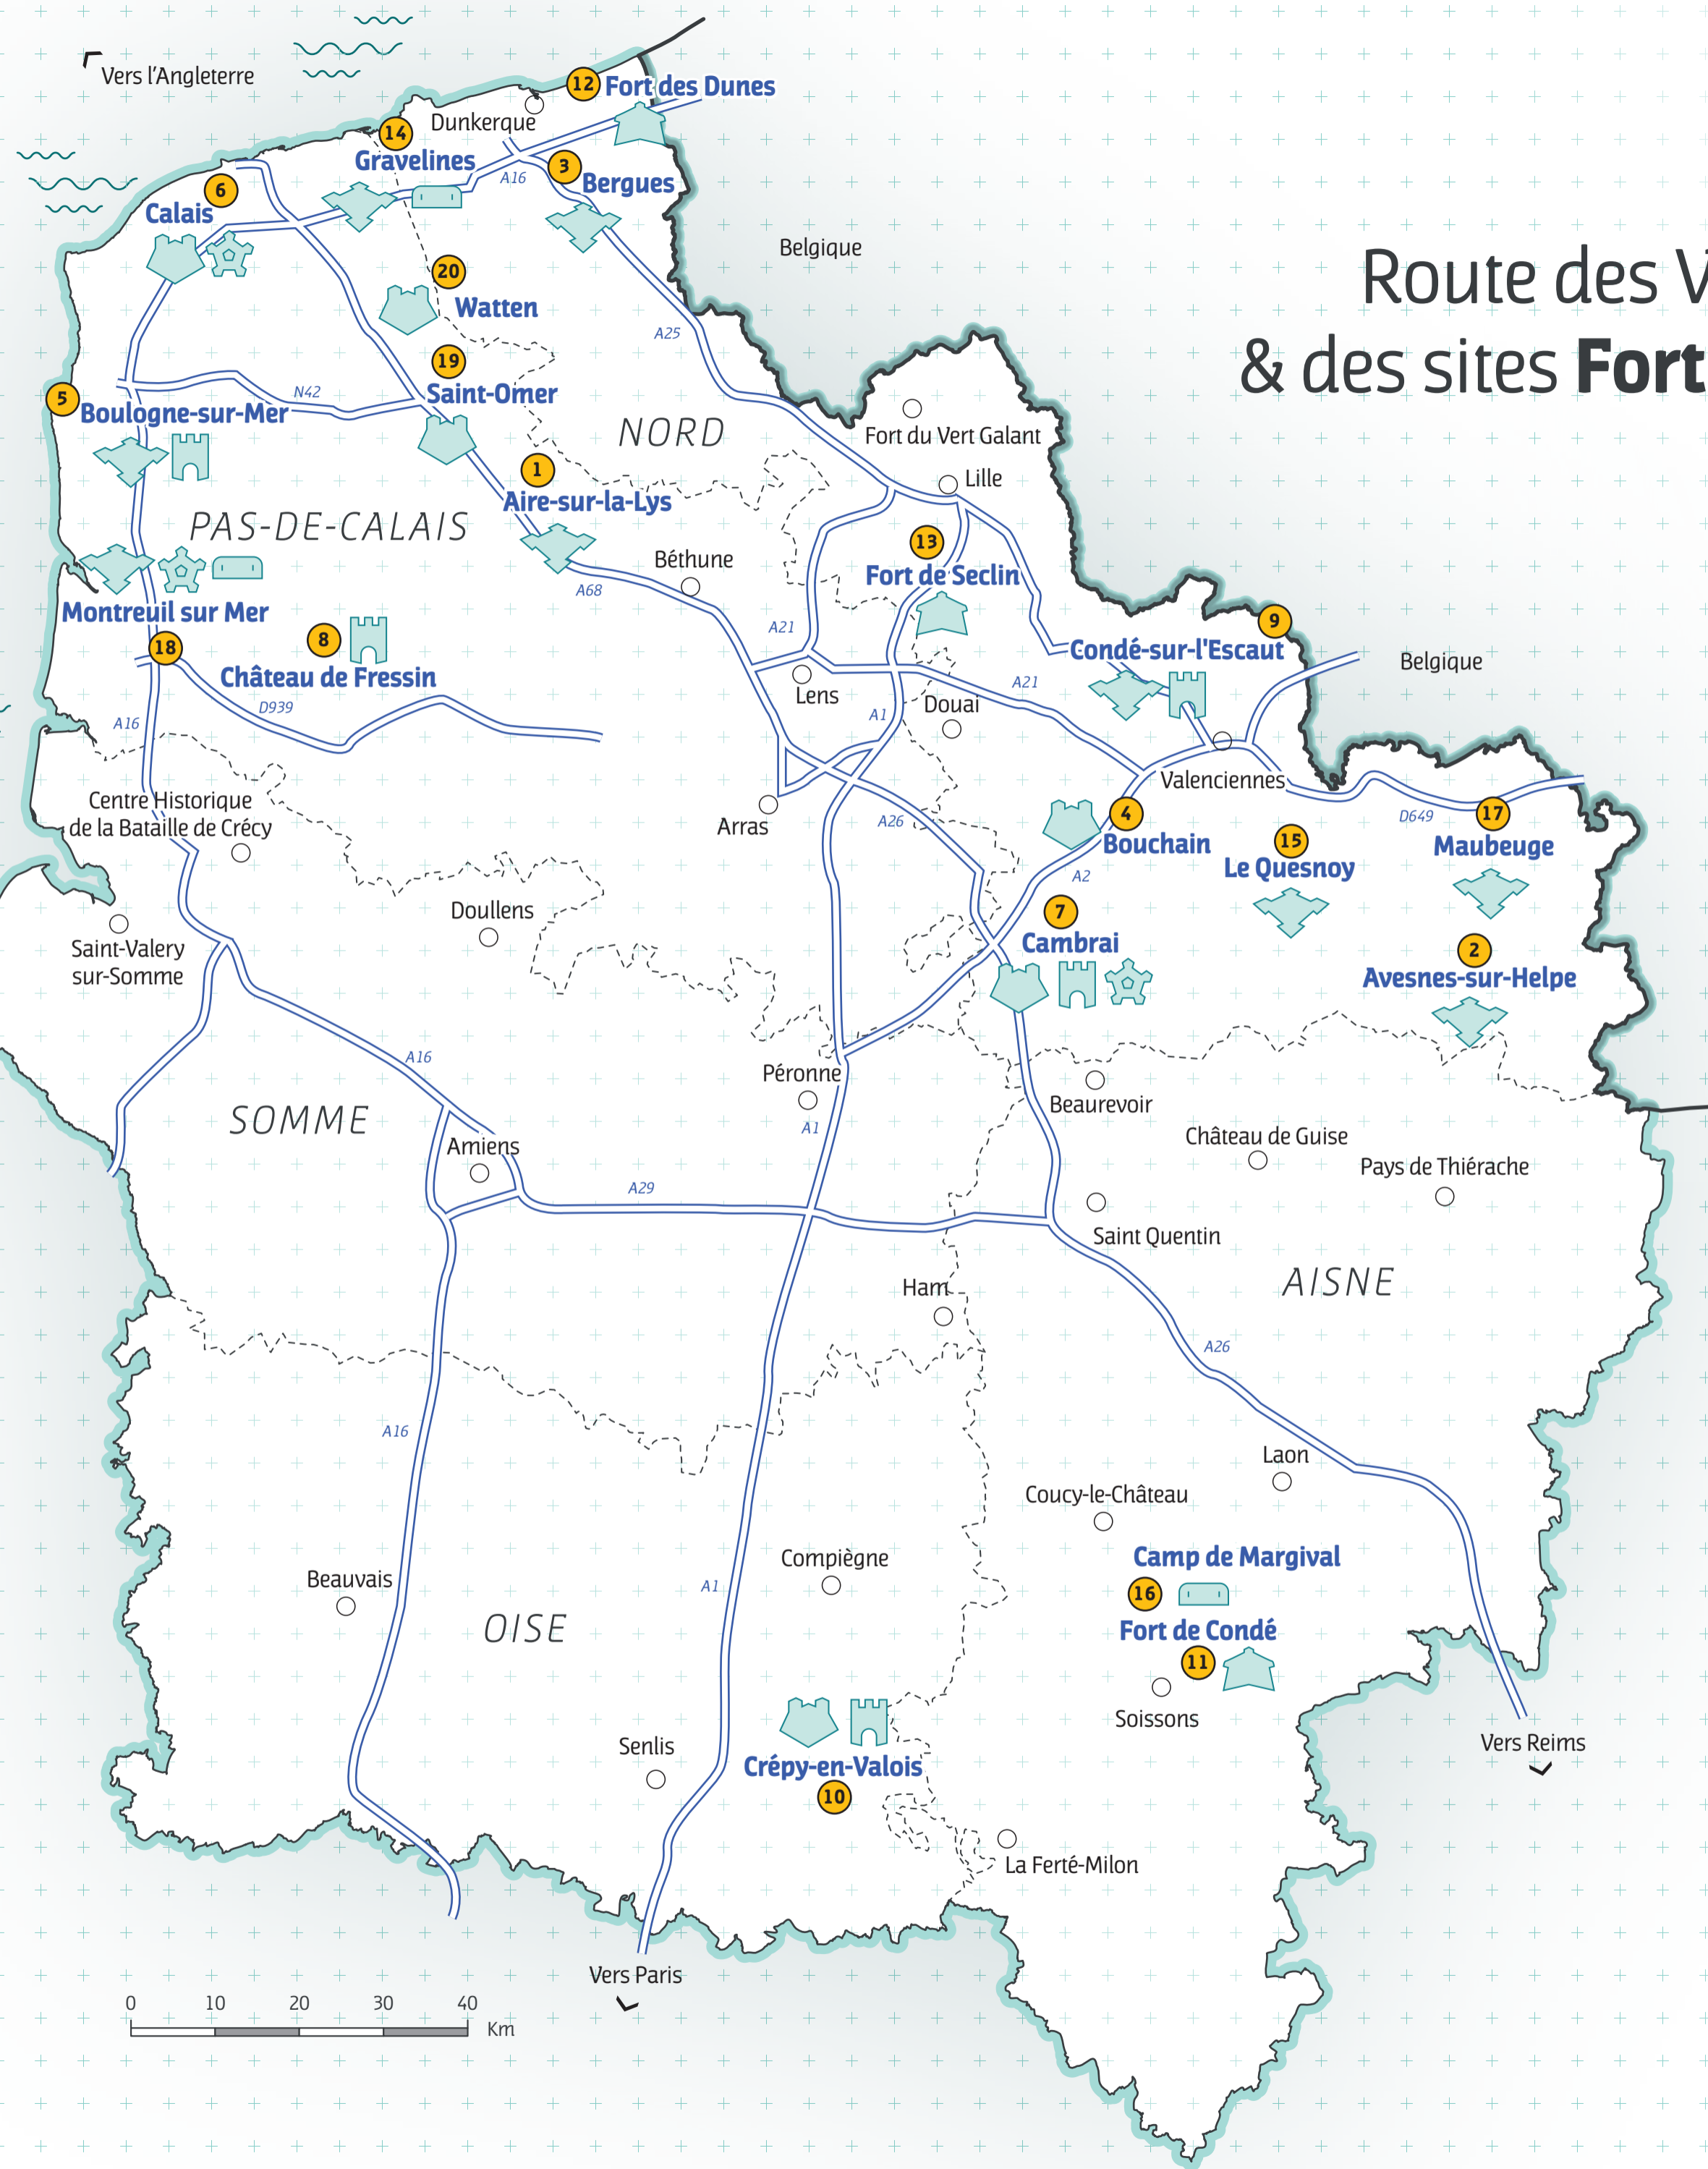 Vers l'Angleterre
12 Fort des Dunes
Dunkerque
14
Gravelines
A16
3
Bergues
6
Calais
Belgique
Route des V
& des sites Fort
20
Watten
A25
19
Saint-Omer
N42
5
Boulogne-sur-Mer
NORD
Fort du Vert Galant
Lille
1
Aire-sur-la-Lys
PAS-DE-CALAIS
13
Fort de Seclin
Béthune
A68
Montreuil sur Mer
18
8
Château de Fressin
A21
9
Condé-sur-l'Escaut
Belgique
Lens
A21
Douai
A1
D939
A16
Valenciennes
Centre Historique
de la Bataille de Crécy
Arras
A26
4
Bouchain
D649
17
Maubeuge
15
Le Quesnoy
A2
7
Cambrai
2
Avesnes-sur-Helpe
Doullens
Saint-Valery
sur-Somme
A16
Péronne
Beaurevoir
SOMME
A1
Amiens
Château de Guise
Pays de Thiérache
A29
Saint Quentin
Ham
AISNE
A26
A16
Laon
Coucy-le-Château
Camp de Margival
16
Compiègne
Beauvais
A1
OISE
Fort de Condé
11
Soissons
Vers Reims
Senlis
Crépy-en-Valois
10
La Ferté-Milon
Vers Paris
0 10 20 30 40
Km